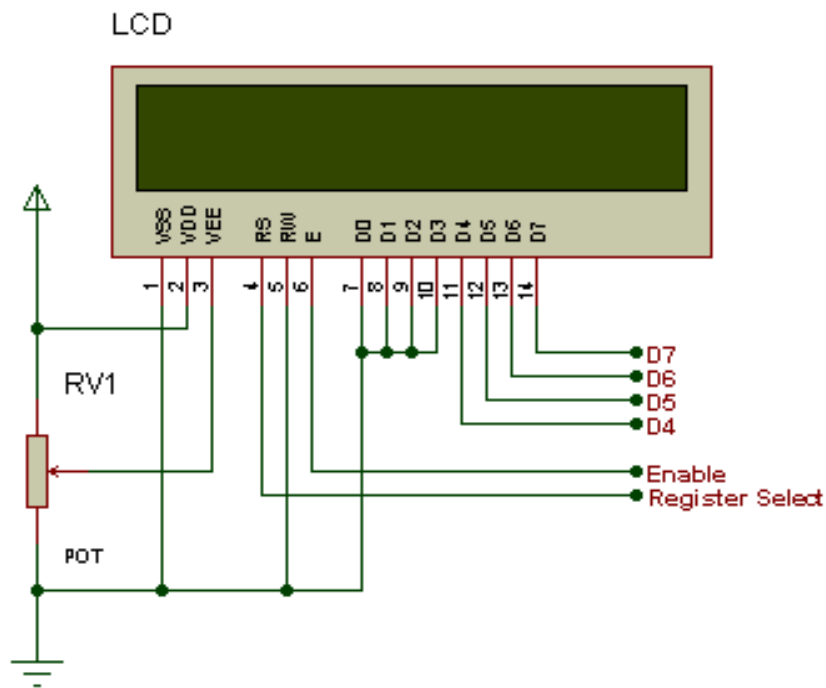 LCD
VSS VDD VEE RS RW E D0 D1 D2 D3 D4 D5 D6 D7
1 2 3 4 5 6 7 8 9 10 11 12 13 14
D7
D6
RV1
D5
D4
Enable
Register Select
POT